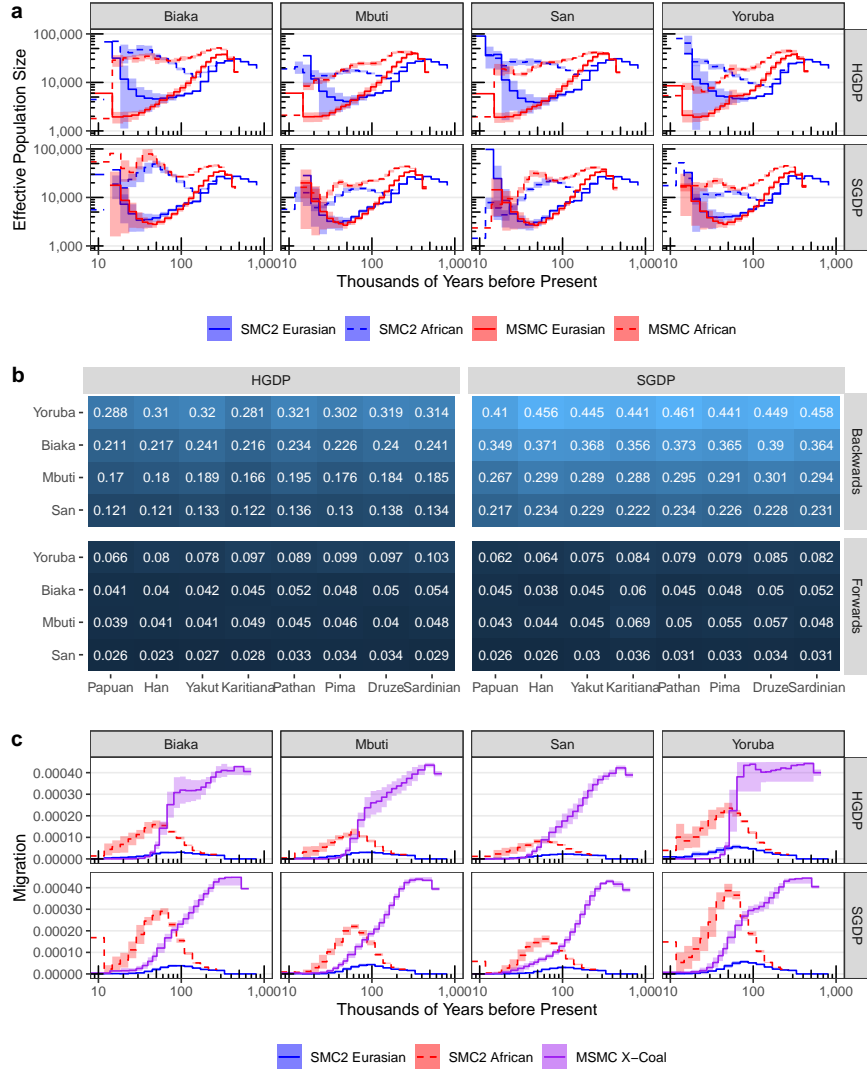 a
Biaka Mbuti San Yoruba
Effective Population Size
100,000
10,000
1,000
HGDP
100,000
10,000
1,000
SGDP
10 100 1,000 10 100 1,000 10 100 1,000 10 100 1,000
Thousands of Years before Present
SMC2 Eurasian SMC2 African MSMC Eurasian MSMC African
b
HGDP SGDP
Yoruba 0.288 0.31 0.32 0.281 0.321 0.302 0.319 0.314 0.41 0.456 0.445 0.441 0.461 0.441 0.449 0.458
Biaka 0.211 0.217 0.241 0.216 0.234 0.226 0.24 0.241 0.349 0.371 0.368 0.356 0.373 0.365 0.39 0.364
Mbuti 0.17 0.18 0.189 0.166 0.195 0.176 0.184 0.185 0.267 0.299 0.289 0.288 0.295 0.291 0.301 0.294
San 0.121 0.121 0.133 0.122 0.136 0.13 0.138 0.134 0.217 0.234 0.229 0.222 0.234 0.226 0.228 0.231
Backwards
Yoruba 0.066 0.08 0.078 0.097 0.089 0.099 0.097 0.103 0.062 0.064 0.075 0.084 0.079 0.079 0.085 0.082
Biaka 0.041 0.04 0.042 0.045 0.052 0.048 0.05 0.054 0.045 0.038 0.045 0.06 0.045 0.048 0.05 0.052
Mbuti 0.039 0.041 0.041 0.049 0.045 0.046 0.04 0.048 0.043 0.044 0.045 0.069 0.05 0.055 0.057 0.048
San 0.026 0.023 0.027 0.028 0.033 0.034 0.034 0.029 0.026 0.026 0.03 0.036 0.031 0.033 0.034 0.031
Forwards
Papuan Han Yakut Karitiana Pathan Pima Druze Sardinian Papuan Han Yakut Karitiana Pathan Pima Druze Sardinian
c
Biaka Mbuti San Yoruba
Migration
0.00040
0.00030
0.00020
0.00010
0.00000
HGDP
0.00040
0.00030
0.00020
0.00010
0.00000
SGDP
10 100 1,000 10 100 1,000 10 100 1,000 10 100 1,000
Thousands of Years before Present
SMC2 Eurasian SMC2 African MSMC X−Coal